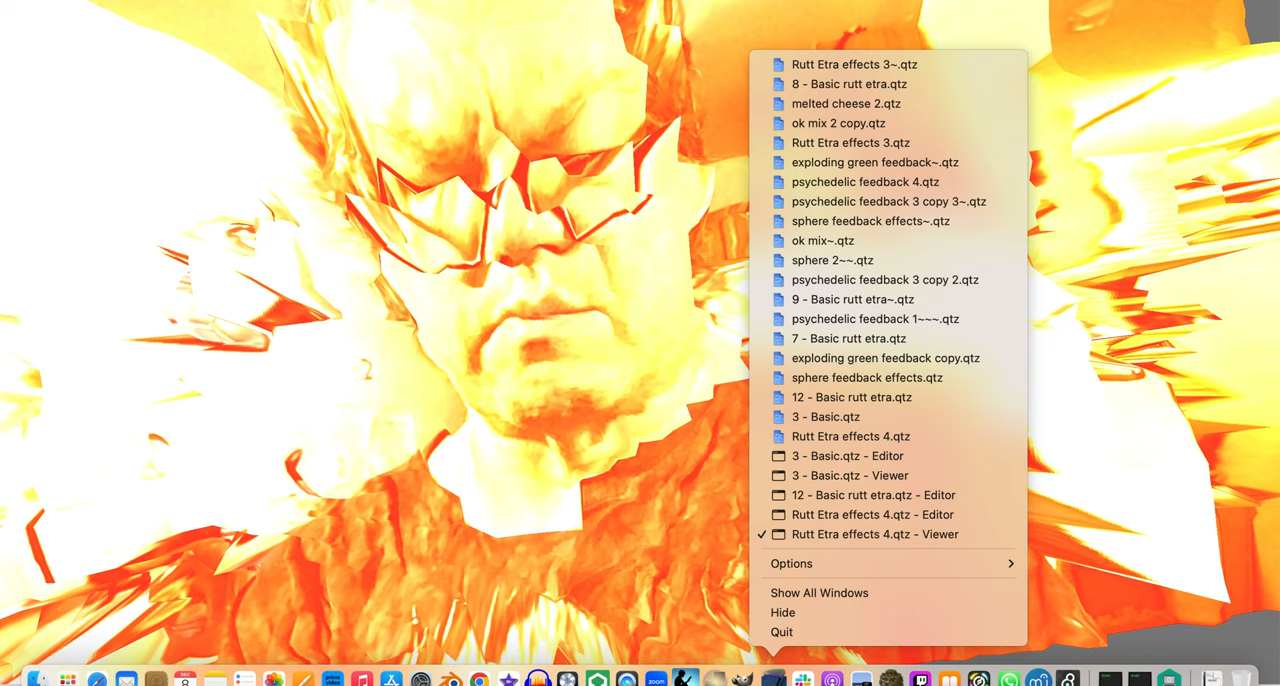 Rutt Etra effects 3~.qtz
8 - Basic rutt etra.qtz
melted cheese 2.qtz
ok mix 2 copy.qtz
Rutt Etra effects 3.qtz
exploding green feedback~.qtz
psychedelic feedback 4.qtz
psychedelic feedback 3 copy 3~.qtz
sphere feedback effects~.qtz
ok mix~.qtz
sphere 2~~.qtz
psychedelic feedback 3 copy 2.qtz
9 - Basic rutt etra~.qtz
psychedelic feedback 1~~~.qtz
7 - Basic rutt etra.qtz
exploding green feedback copy.qtz
sphere feedback effects.qtz
12 - Basic rutt etra.qtz
3 - Basic.qtz
Rutt Etra effects 4.qtz
3 - Basic.qtz - Editor
3 - Basic.qtz - Viewer
12 - Basic rutt etra.qtz - Editor
Rutt Etra effects 4.qtz - Editor
Rutt Etra effects 4.qtz - Viewer
Options
Show All Windows
Hide
Quit
DEC
8
prime video
zoom